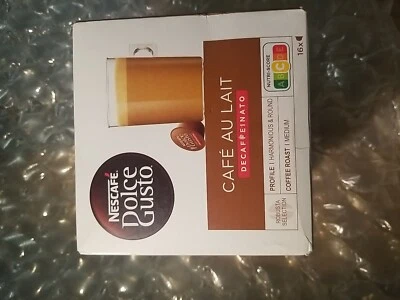 NESCAFÉ
Dolce
Gusto
CAFÉ AU LAIT
DECAFFEINATO
NUTRI-SCORE
A B C D E
16x
PROFILE | HARMONIOUS & ROUND
COFFEE ROAST | MEDIUM
ROBUSTA
SELECTION